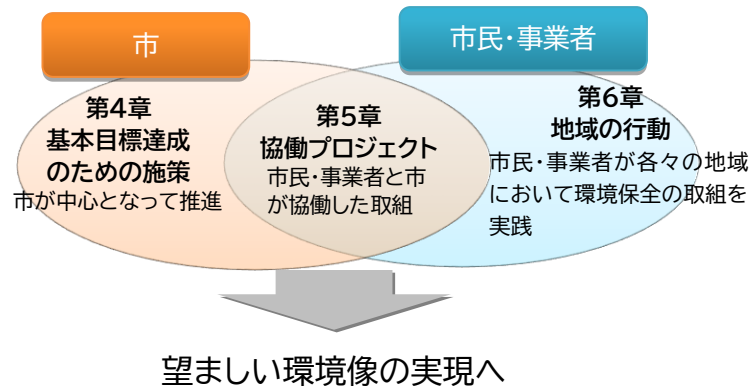 市
市民・事業者
第4章
基本目標達成
のための施策
市が中心となって推進
第5章
協働プロジェクト
市民・事業者と市
が協働した取組
第6章
地域の行動
市民・事業者が各々の地域
において環境保全の取組を
実践
望ましい環境像の実現へ